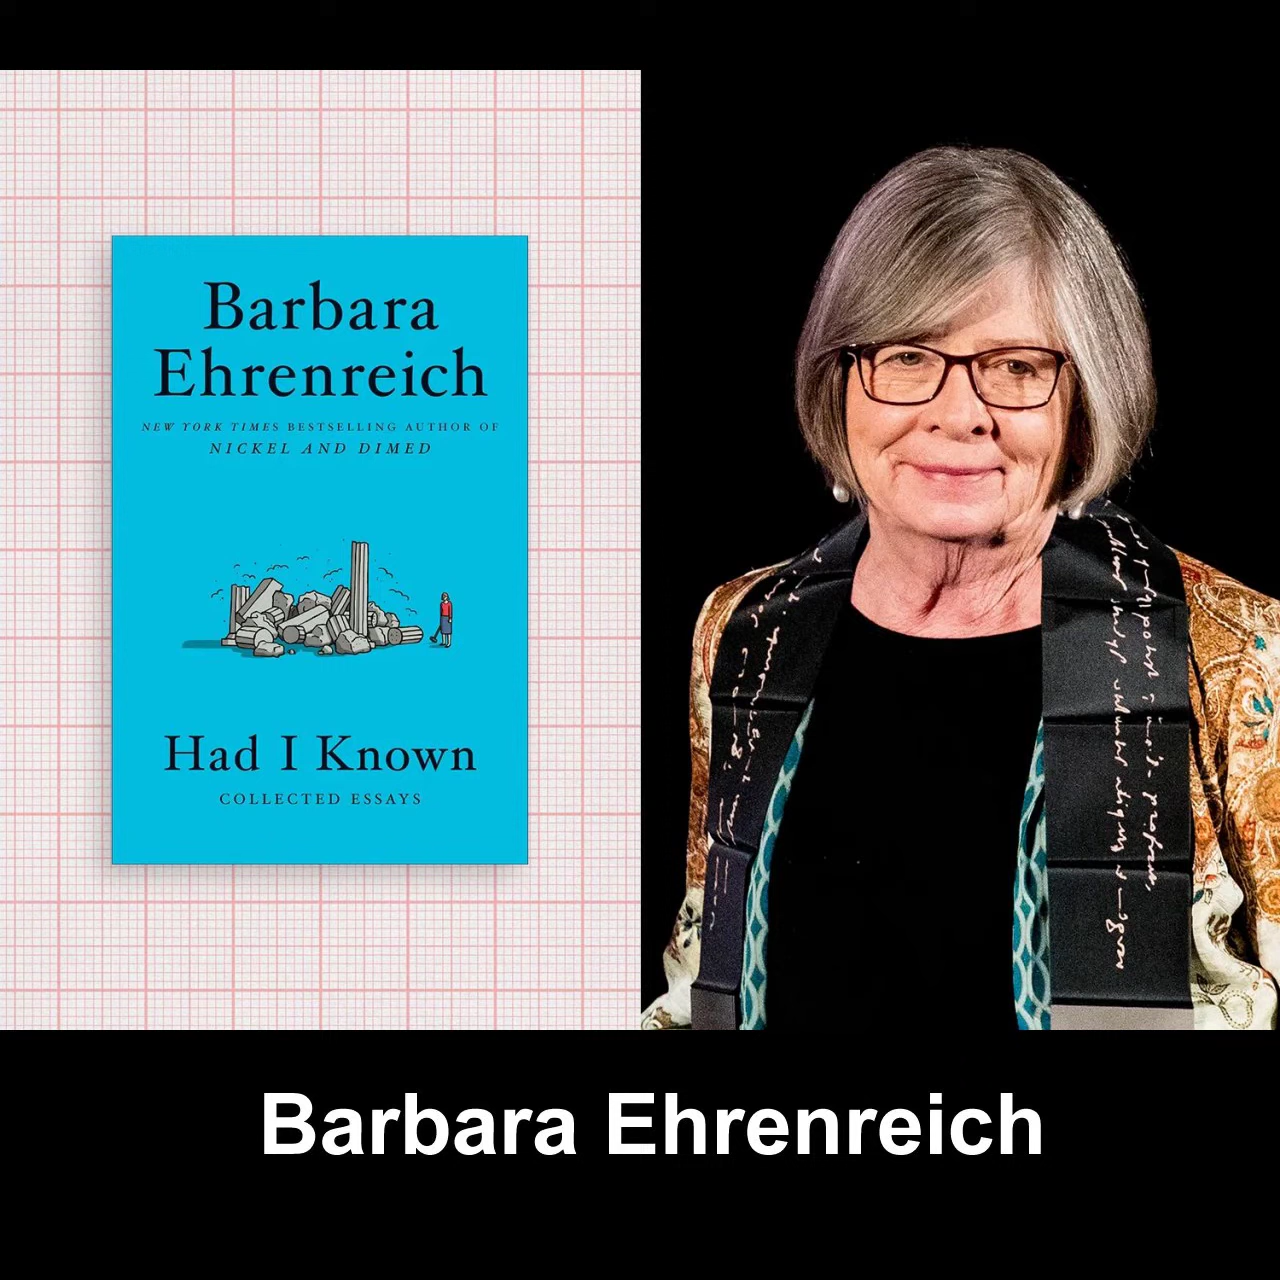 Barbara
Ehrenreich
NEW YORK TIMES BESTSELLING AUTHOR OF
NICKEL AND DIMED
Had I Known
COLLECTED ESSAYS
Barbara Ehrenreich